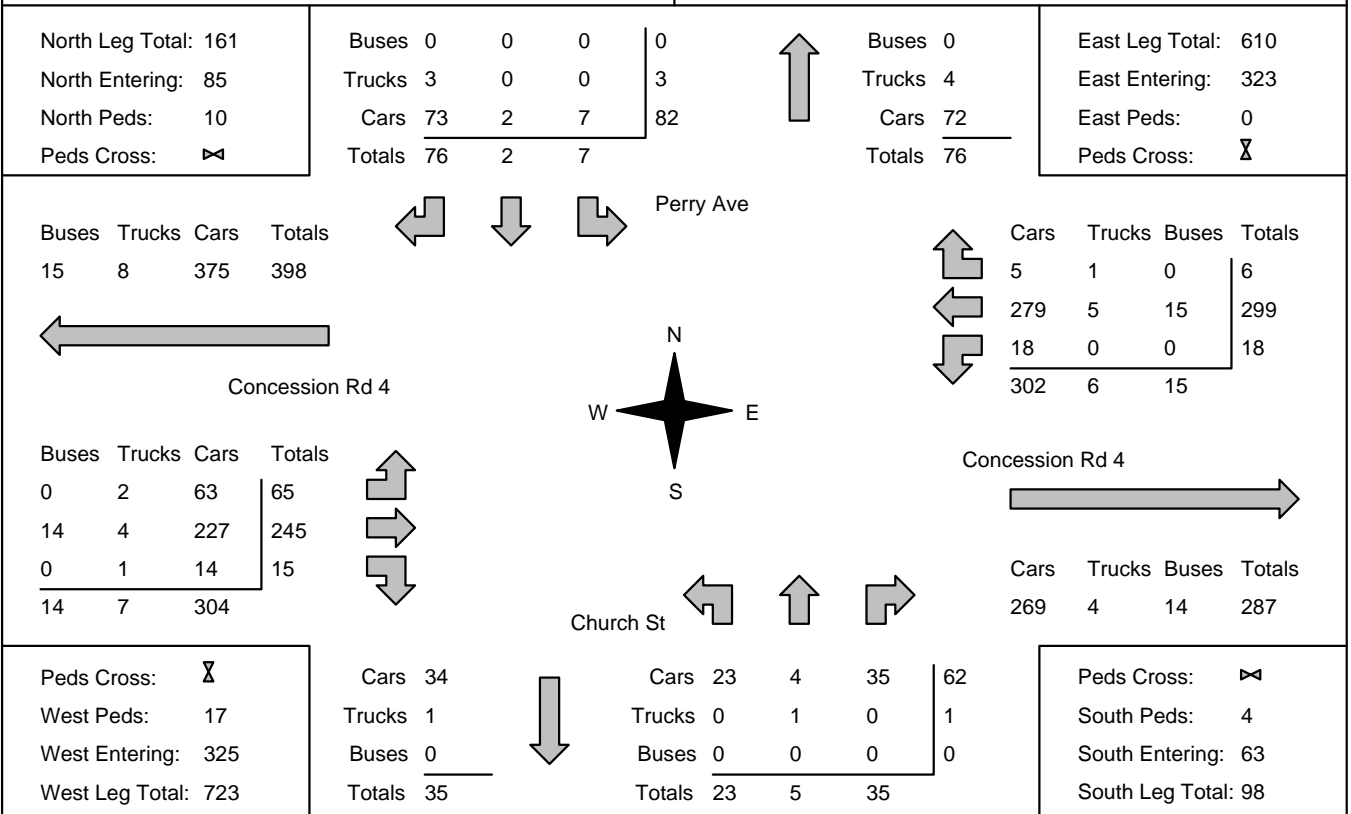 North Leg Total: 161
North Entering: 85
North Peds: 10
Peds Cross:
Buses 0 0 0 0
Trucks 3 0 0 3
Cars 73 2 7 82
Totals 76 2 7
Buses 0
Trucks 4
Cars 72
Totals 76
East Leg Total: 610
East Entering: 323
East Peds: 0
Peds Cross:
Perry Ave
Buses Trucks Cars Totals
15 8 375 398
Cars Trucks Buses Totals
5 1 0 6
279 5 15 299
18 0 0 18
302 6 15
Concession Rd 4
N
W E
S
Buses Trucks Cars Totals
0 2 63 65
14 4 227 245
0 1 14 15
14 7 304
Concession Rd 4
Cars Trucks Buses Totals
269 4 14 287
Church St
Peds Cross:
West Peds: 17
West Entering: 325
West Leg Total: 723
Cars 34
Trucks 1
Buses 0
Totals 35
Cars 23 4 35 62
Trucks 0 1 0 1
Buses 0 0 0 0
Totals 23 5 35
Peds Cross:
South Peds: 4
South Entering: 63
South Leg Total: 98